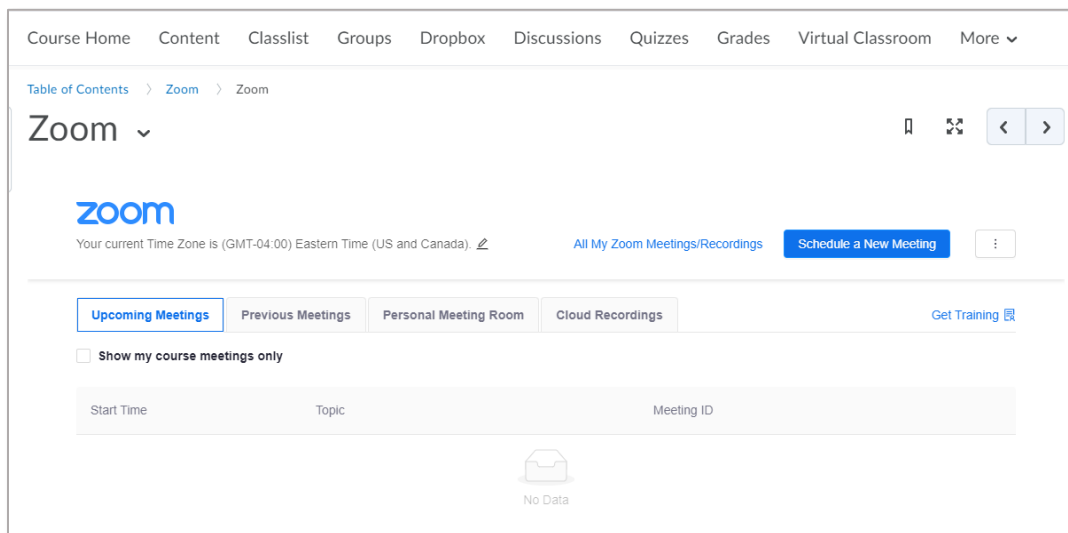 Course Home Content Classlist Groups Dropbox Discussions Quizzes Grades Virtual Classroom More
Table of Contents > Zoom > Zoom
Zoom
zoom
Your current Time Zone is (GMT-04:00) Eastern Time (US and Canada).
All My Zoom Meetings/Recordings
Schedule a New Meeting
Upcoming Meetings Previous Meetings Personal Meeting Room Cloud Recordings Get Training
Show my course meetings only
Start Time Topic Meeting ID
No Data